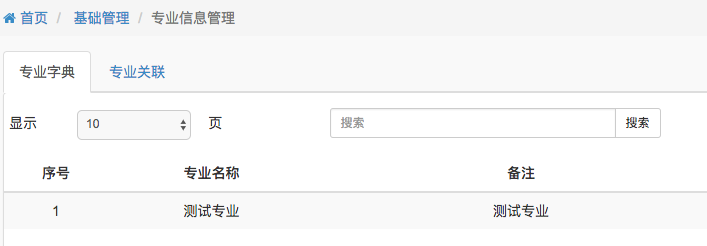 首页 / 基础管理 / 专业信息管理
专业字典 专业关联
显示 10 页 搜索 搜索
序号 专业名称 备注
1 测试专业 测试专业